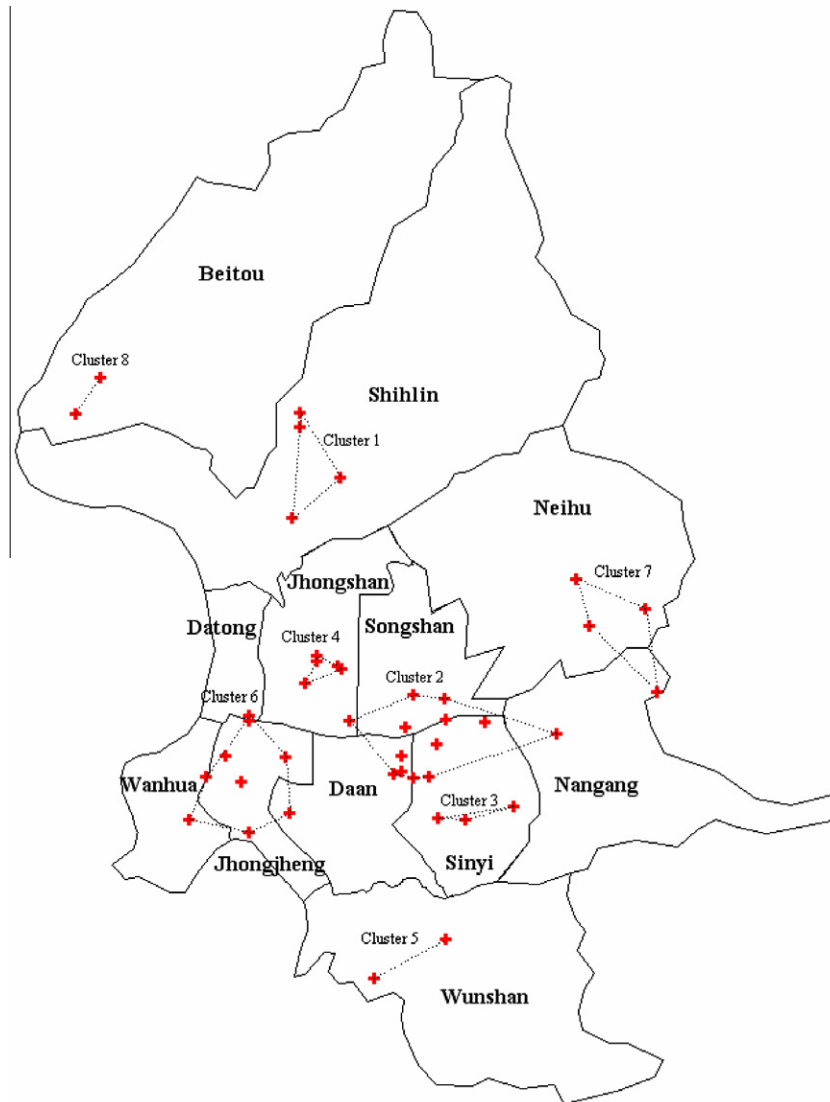 Beitou
Cluster 8
Shihlin
Cluster 1
Neihu
Cluster 7
Jhongshan
Datong
Songshan
Cluster 4
Cluster 2
Cluster 6
Wanhua
Daan
Nangang
Cluster 3
Jhongjheng
Sinyi
Cluster 5
Wunshan